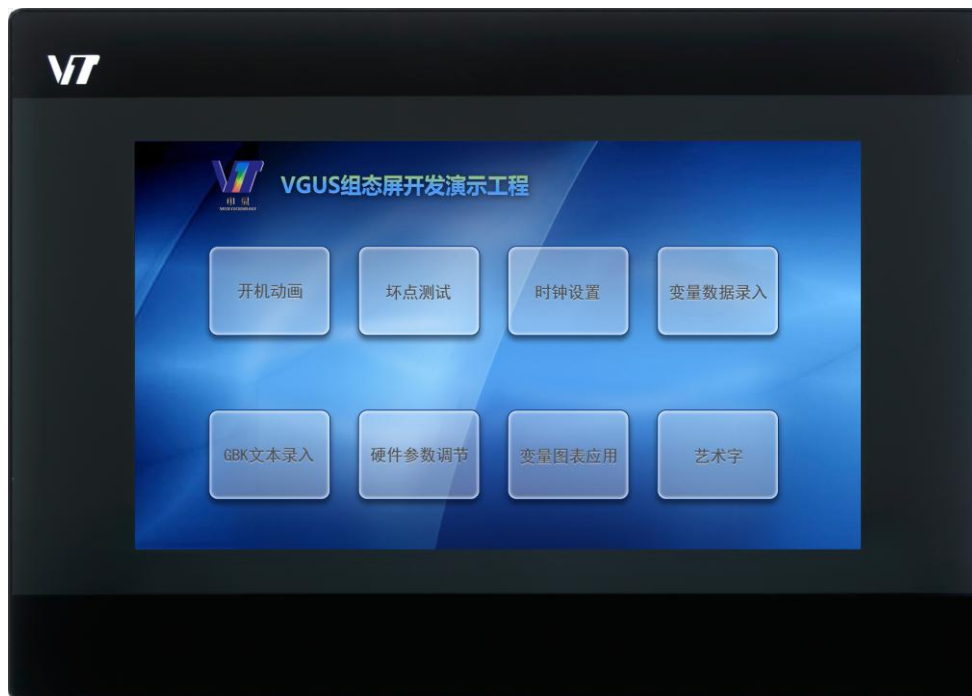 VT
VT
VGUS组态屏开发演示工程
开机动画
坏点测试
时钟设置
变量数据录入
GBK文本录入
硬件参数调节
变量图表应用
艺术字